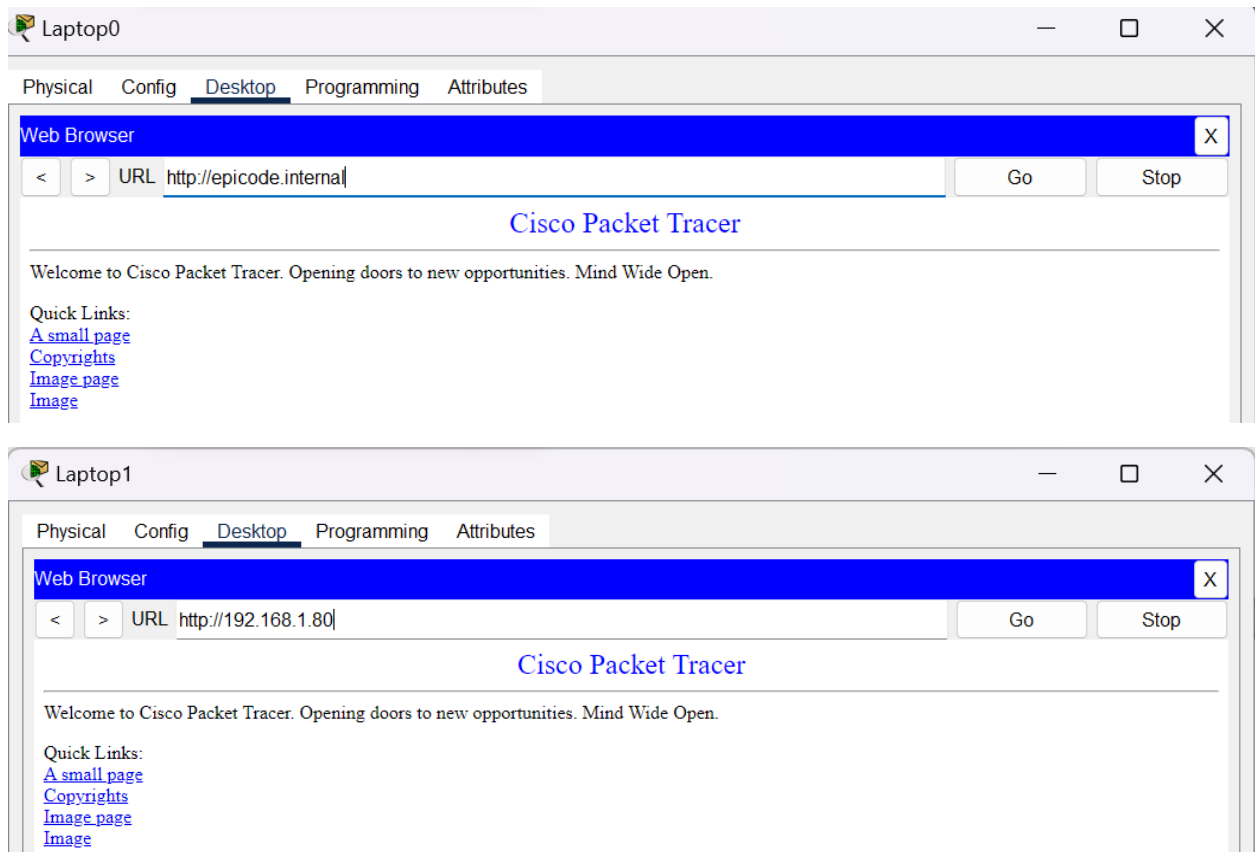 Laptop0
Physical Config Desktop Programming Attributes
Web Browser X
< > URL http://epicode.internal Go Stop
Cisco Packet Tracer
Welcome to Cisco Packet Tracer. Opening doors to new opportunities. Mind Wide Open.
Quick Links:
A small page
Copyrights
Image page
Image
Laptop1
Physical Config Desktop Programming Attributes
Web Browser X
< > URL http://192.168.1.80 Go Stop
Cisco Packet Tracer
Welcome to Cisco Packet Tracer. Opening doors to new opportunities. Mind Wide Open.
Quick Links:
A small page
Copyrights
Image page
Image